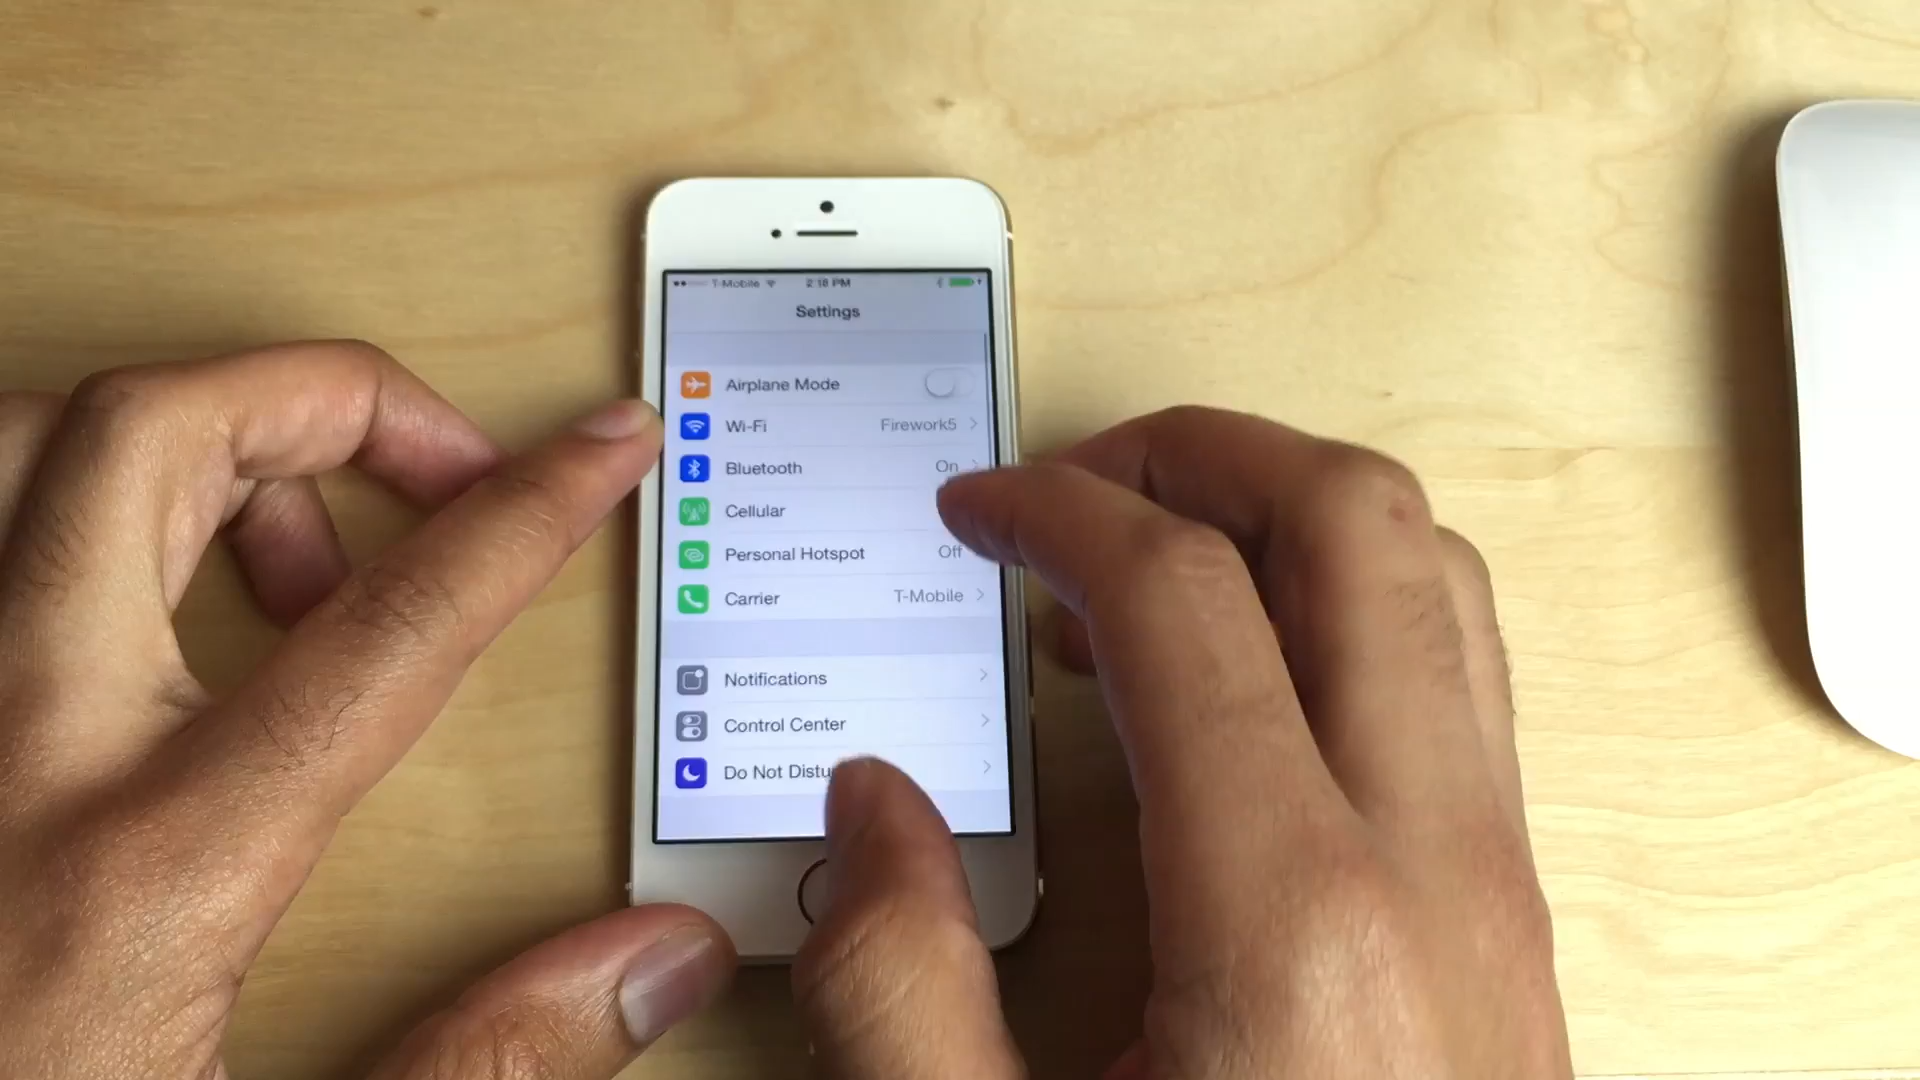 T-Mobile 2:18 PM
Settings
Airplane Mode
Wi-Fi Firework5
Bluetooth On
Cellular
Personal Hotspot Off
Carrier T-Mobile
Notifications
Control Center
Do Not Distu